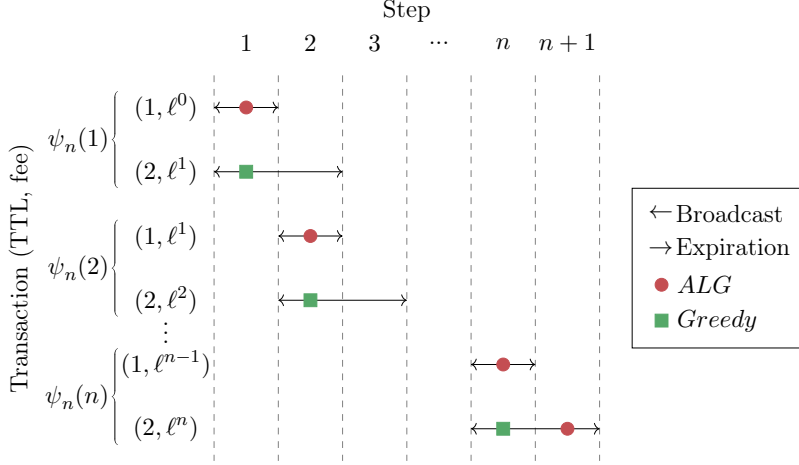 Step
1 2 3 ... n n + 1
Transaction (TTL, fee)
ψₙ(1)
(1, ℓ⁰)
(2, ℓ¹)
ψₙ(2)
(1, ℓ¹)
(2, ℓ²)
⋮
ψₙ(n)
(1, ℓⁿ⁻¹)
(2, ℓⁿ)
←Broadcast
→Expiration
ALG
Greedy